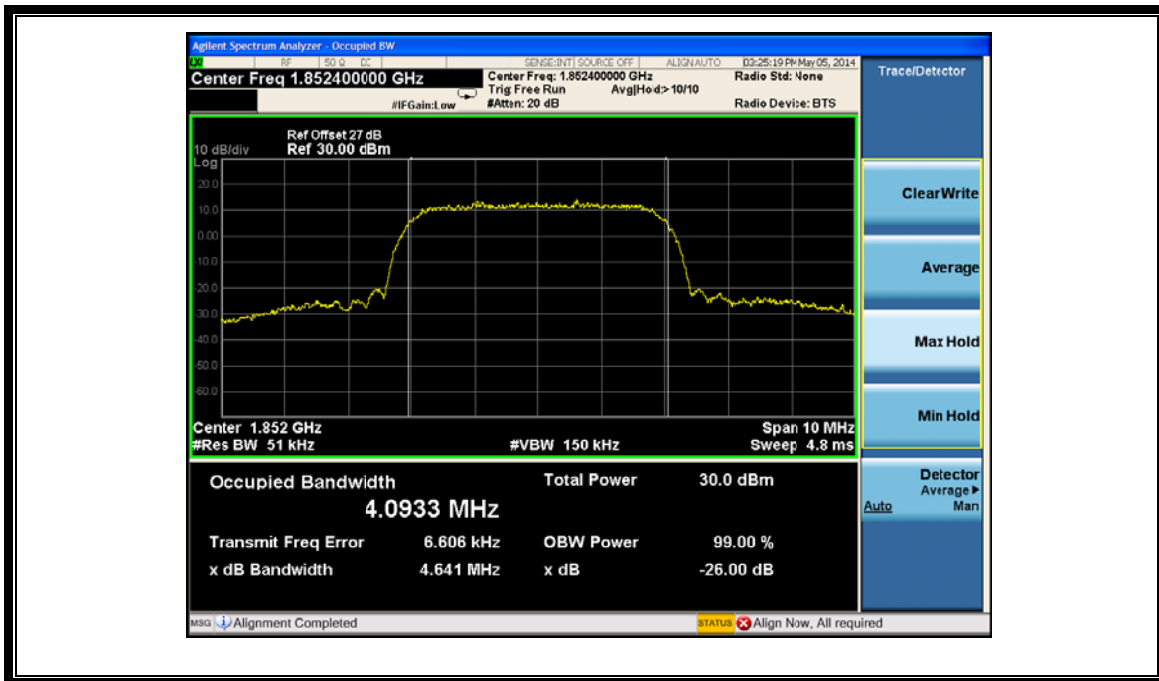 Agilent Spectrum Analyzer - Occupied BW
RF 50 Ω DC SENSE:INT SOURCE OFF ALIGN AUTO 03:25:19 PM May 05, 2014
Center Freq 1.852400000 GHz
Center Freq: 1.852400000 GHz
Radio Std: None
Trig: Free Run Avg|Hold:> 10/10
#IFGain:Low #Atten: 20 dB
Radio Device: BTS
Ref Offset 27 dB
10 dB/div Ref 30.00 dBm
Log
20.0
10.0
0.00
-10.0
-20.0
-30.0
-40.0
-50.0
-60.0
Center 1.852 GHz Span 10 MHz
#Res BW 51 kHz #VBW 150 kHz Sweep 4.8 ms
Occupied Bandwidth Total Power 30.0 dBm
4.0933 MHz
Transmit Freq Error 6.606 kHz OBW Power 99.00 %
x dB Bandwidth 4.641 MHz x dB -26.00 dB
Trace/Detector
Clear Write
Average
Max Hold
Min Hold
Detector
Average
Auto Man
MSG Alignment Completed STATUS Align Now, All required